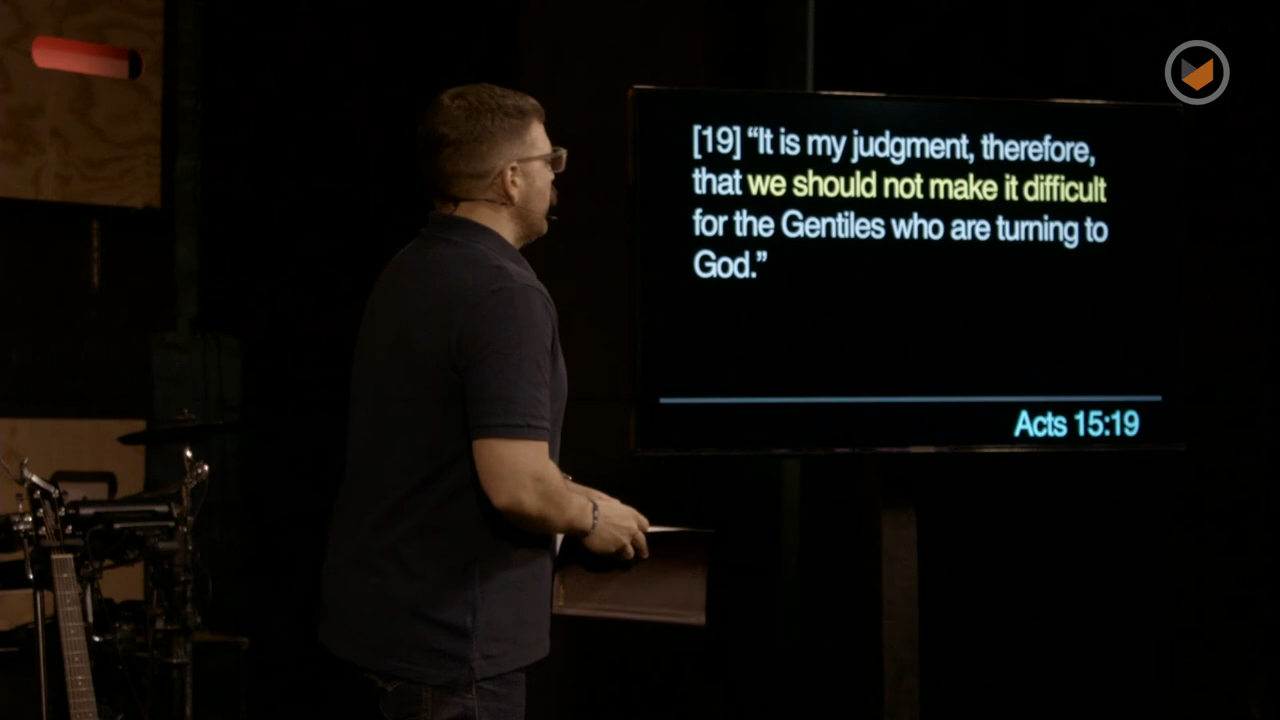 [19] “It is my judgment, therefore,
that we should not make it difficult
for the Gentiles who are turning to
God.”
Acts 15:19